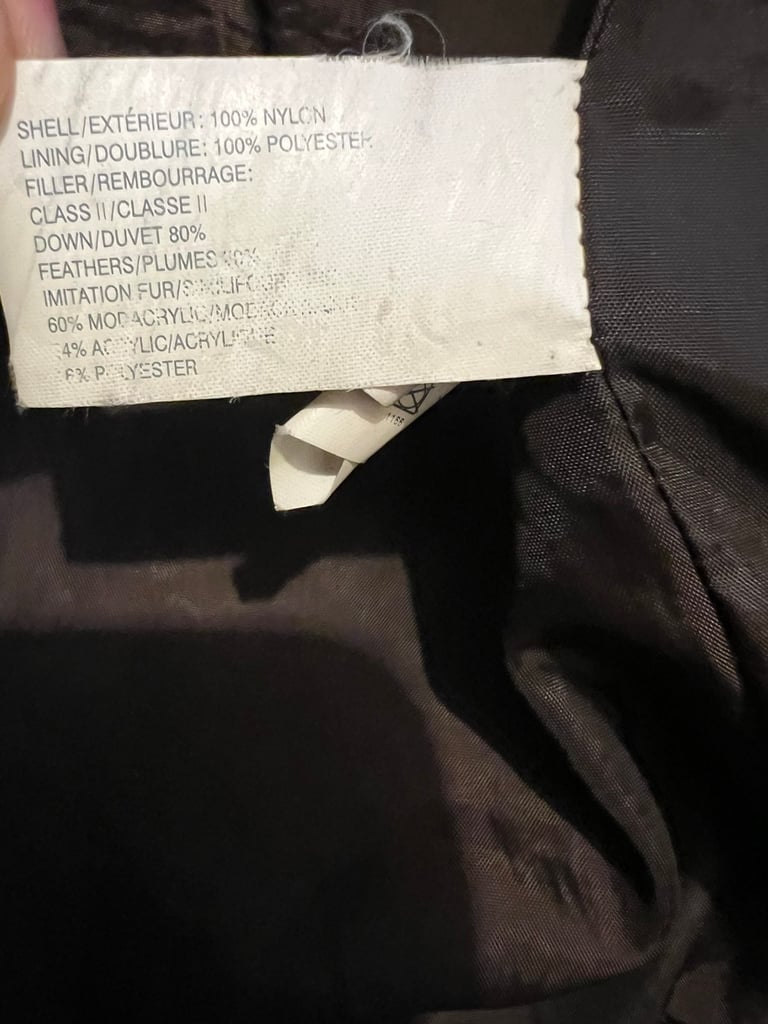 SHELL/EXTÉRIEUR: 100% NYLON
LINING/DOUBLURE: 100% POLYESTER
FILLER/REMBOURRAGE:
CLASS II/CLASSE II
DOWN/DUVET 80%
FEATHERS/PLUMES
IMITATION FUR/
60% MODACRYLIC/
ACRYLIC/ACRYLIQUE
6% POLYESTER